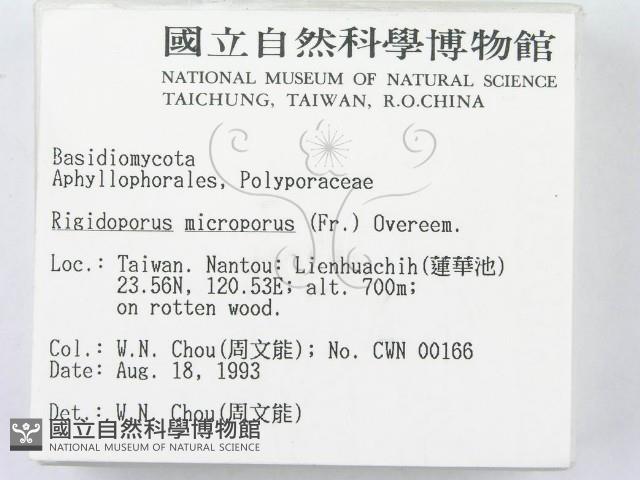 國立自然科學博物館
NATIONAL MUSEUM OF NATURAL SCIENCE
TAICHUNG, TAIWAN, R.O.CHINA
Basidiomycota
Aphyllophorales, Polyporaceae
Rigidoporus microporus (Fr.) Overeem.
Loc.: Taiwan. Nantou: Lienhuachih(蓮華池)
23.56N, 120.53E; alt. 700m;
on rotten wood.
Col.: W.N. Chou(周文能); No. CWN 00166
Date: Aug. 18, 1993
Det.: W.N. Chou(周文能)
國立自然科學博物館
NATIONAL MUSEUM OF NATURAL SCIENCE